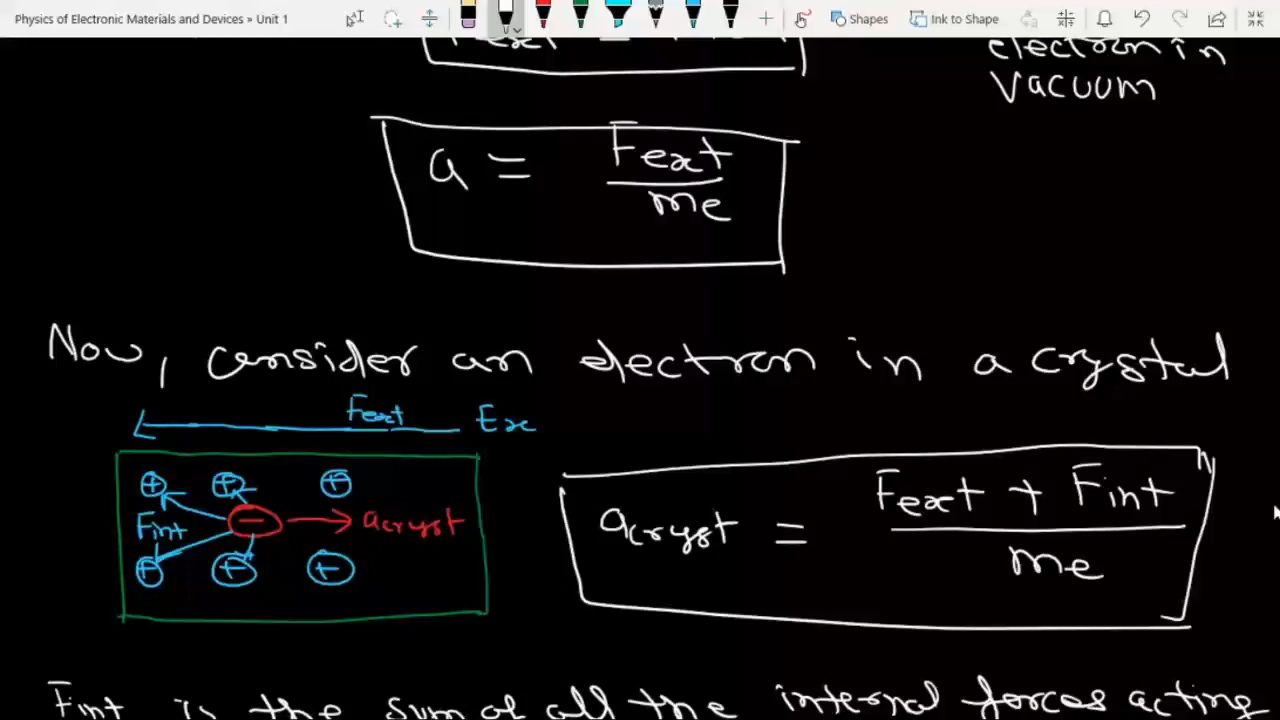 Physics of Electronic Materials and Devices » Unit 1
Shapes
Ink to Shape
electron in
vacuum
a = Fext / me
Now, consider an electron in a crystal
Fext Ex
+ + +
Fint - acryst
+ + +
acryst = Fext + Fint / me
Fint is the sum of all the internal forces acting